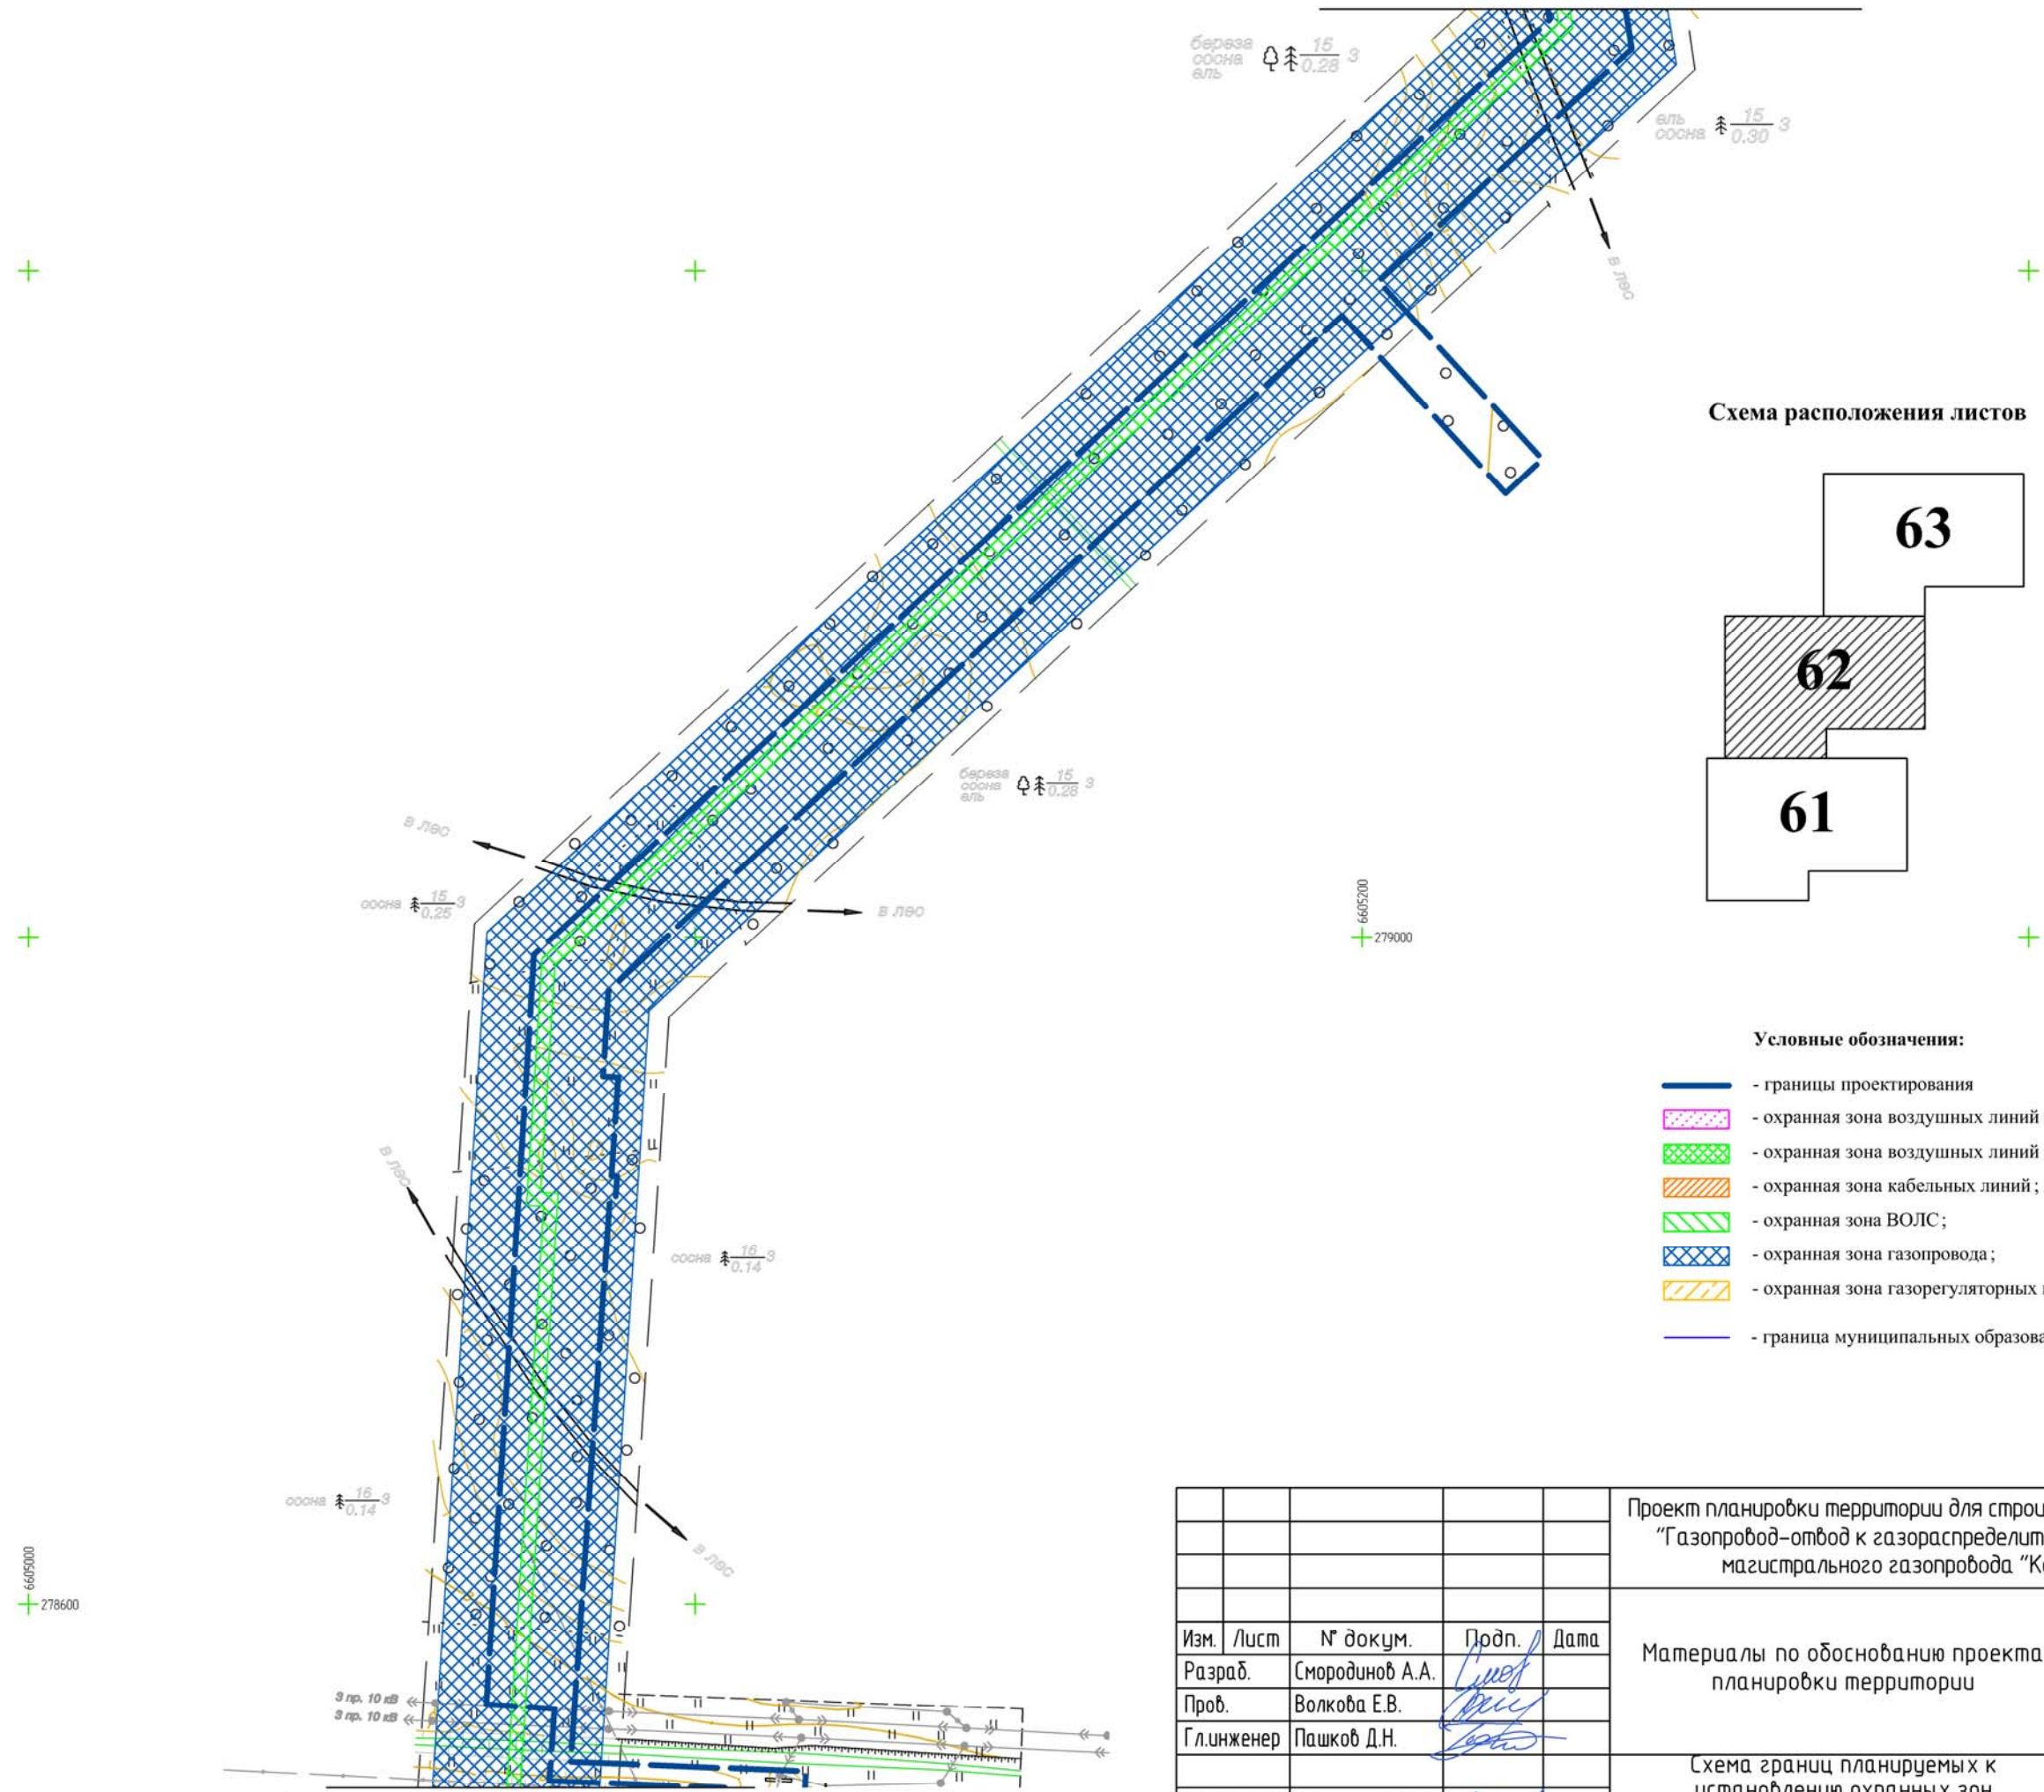 береза
сосна
ель
15
0.28
3
ель
сосна
15
0.30
3
в лес
Схема расположения листов
63
62
61
береза
сосна
ель
15
0.28
3
в лес
сосна
15
0.25
3
в лес
6605200
279000
Условные обозначения:
- границы проектирования
- охранная зона воздушных линий
- охранная зона воздушных линий
- охранная зона кабельных линий;
- охранная зона ВОЛС;
- охранная зона газопровода;
- охранная зона газорегуляторных
- граница муниципальных образова
в лес
сосна
16
0.14
3
сосна
16
0.14
3
в лес
6605000
278600
3 пр. 10 кВ
3 пр. 10 кВ
Проект планировки территории для строи
"Газопровод-отвод к газораспределит
магистрального газопровода "К
Изм. Лист N° докум. Подп. Дата
Разраб. Смородинов А.А.
Пров. Волкова Е.В.
Гл.инженер Пашков Д.Н.
Материалы по обоснованию проекта
планировки территории
Схема границ планируемых к
установлению охранных зон